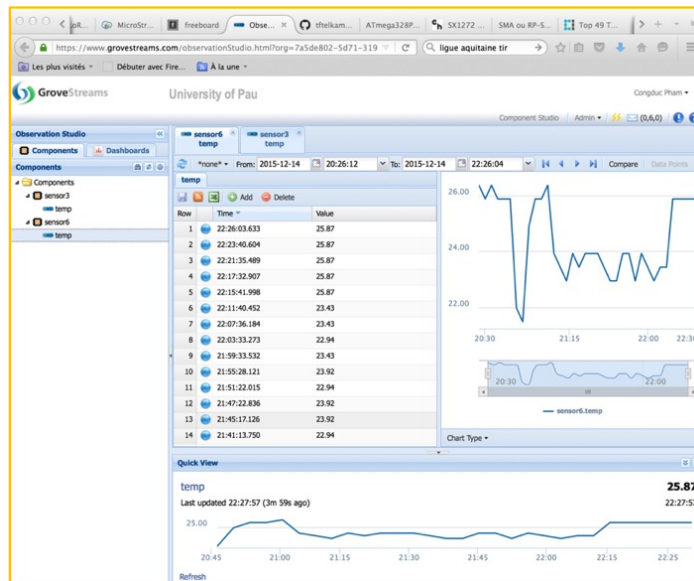 MicroStr...
freeboard
Obse...
tftelkam...
ATmega328P...
SX1272 ...
SMA ou RP-S...
Top 49 T...
https://www.grovestreams.com/observationStudio.html?org=7a5de802-5d71-319
ligue aquitaine tir
Les plus visités
Débuter avec Fire...
À la une
GroveStreams
University of Pau
Congduc Pham
Component Studio
Admin
(0,6,0)
Observation Studio
Components
Dashboards
Components
Components
sensor3
temp
sensor6
temp
sensor6
temp
sensor3
temp
*none* From: 2015-12-14 20:26:12 To: 2015-12-14 22:26:04 Compare Data Points
temp
Add Delete
Row Time Value
1 22:26:03.633 25.87
2 22:23:40.604 25.87
3 22:21:35.489 25.87
4 22:17:32.907 25.87
5 22:15:41.998 25.87
6 22:11:40.452 23.43
7 22:07:36.184 23.43
8 22:03:33.273 22.94
9 21:59:33.532 23.43
10 21:55:28.121 23.92
11 21:51:22.015 22.94
12 21:47:22.836 23.92
13 21:45:17.126 23.92
14 21:41:13.750 22.94
26.00
24.00
22.00
20:30 21:15 22:00 22:30
20:30 22:00
sensor6.temp
Chart Type
Quick View
temp 25.87
Last updated 22:27:57 (3m 59s ago) 22:27:57
25.00
20:45 21:00 21:15 21:30 21:45 22:00 22:15 22:25
Refresh